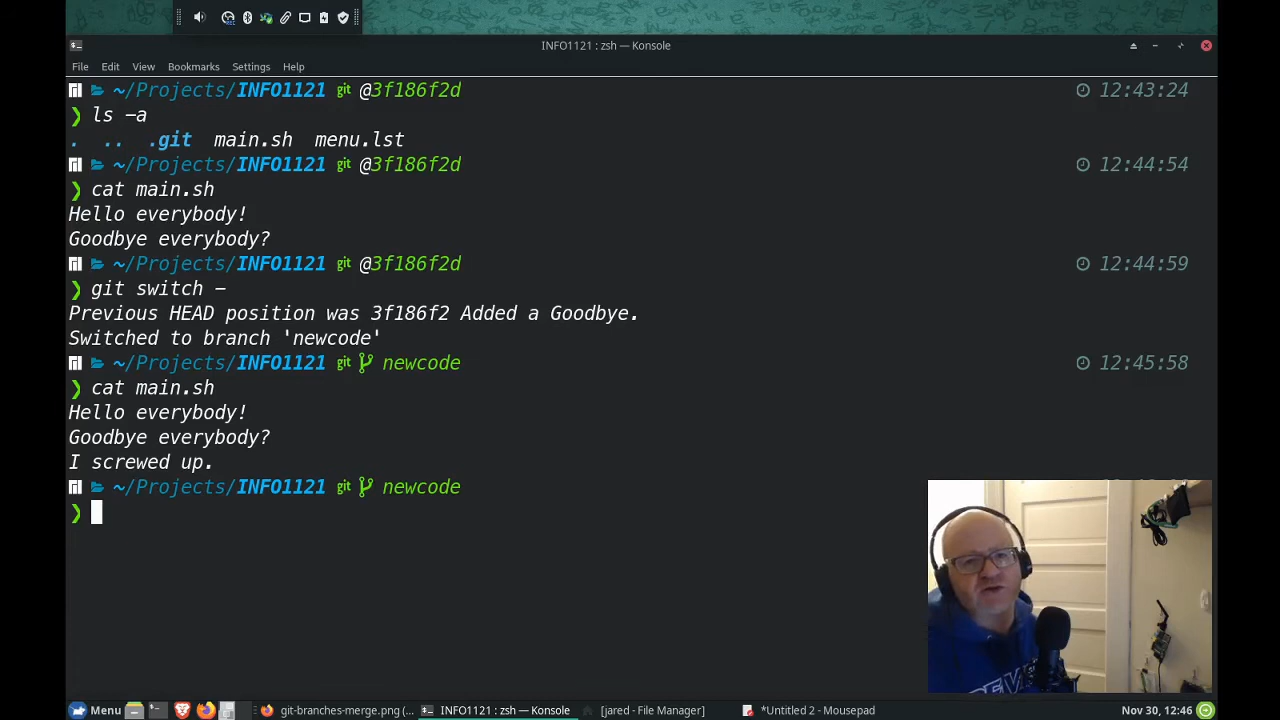 INFO1121 : zsh — Konsole
File Edit View Bookmarks Settings Help
~/Projects/INFO1121 git @3f186f2d 12:43:24
❯ ls -a
. .. .git main.sh menu.lst
~/Projects/INFO1121 git @3f186f2d 12:44:54
❯ cat main.sh
Hello everybody!
Goodbye everybody?
~/Projects/INFO1121 git @3f186f2d 12:44:59
❯ git switch -
Previous HEAD position was 3f186f2 Added a Goodbye.
Switched to branch 'newcode'
~/Projects/INFO1121 git newcode 12:45:58
❯ cat main.sh
Hello everybody!
Goodbye everybody?
I screwed up.
~/Projects/INFO1121 git newcode
❯
Menu git-branches-merge.png (... INFO1121 : zsh — Konsole [jared - File Manager] *Untitled 2 - Mousepad Nov 30, 12:46